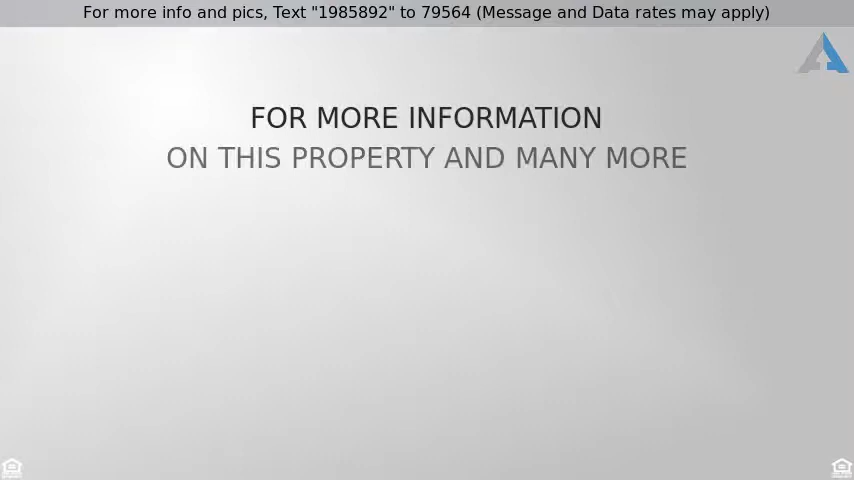 For more info and pics, Text "1985892" to 79564 (Message and Data rates may apply)
FOR MORE INFORMATION
ON THIS PROPERTY AND MANY MORE